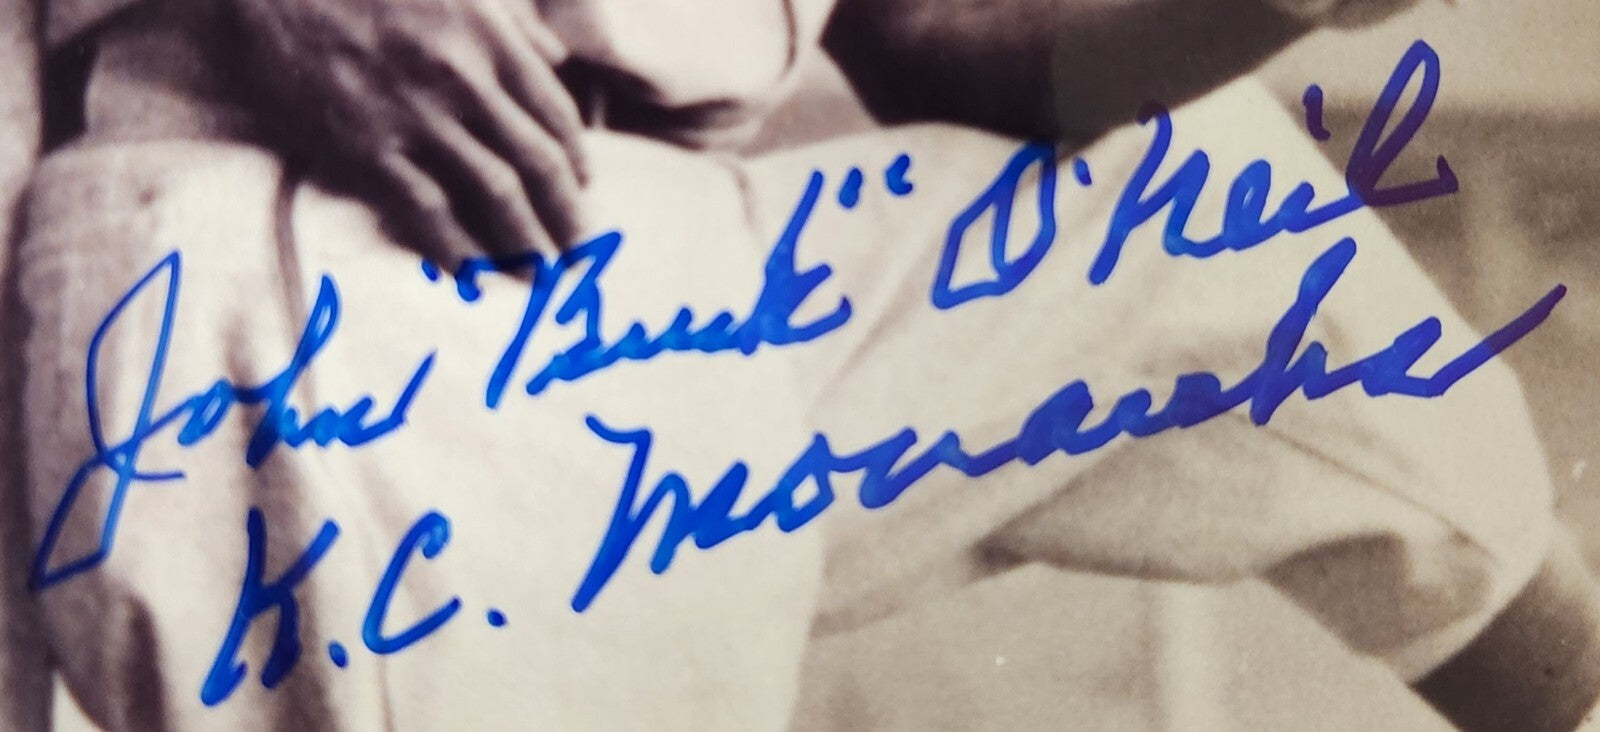 John "Buck" O'Neil
K.C. Monarchs